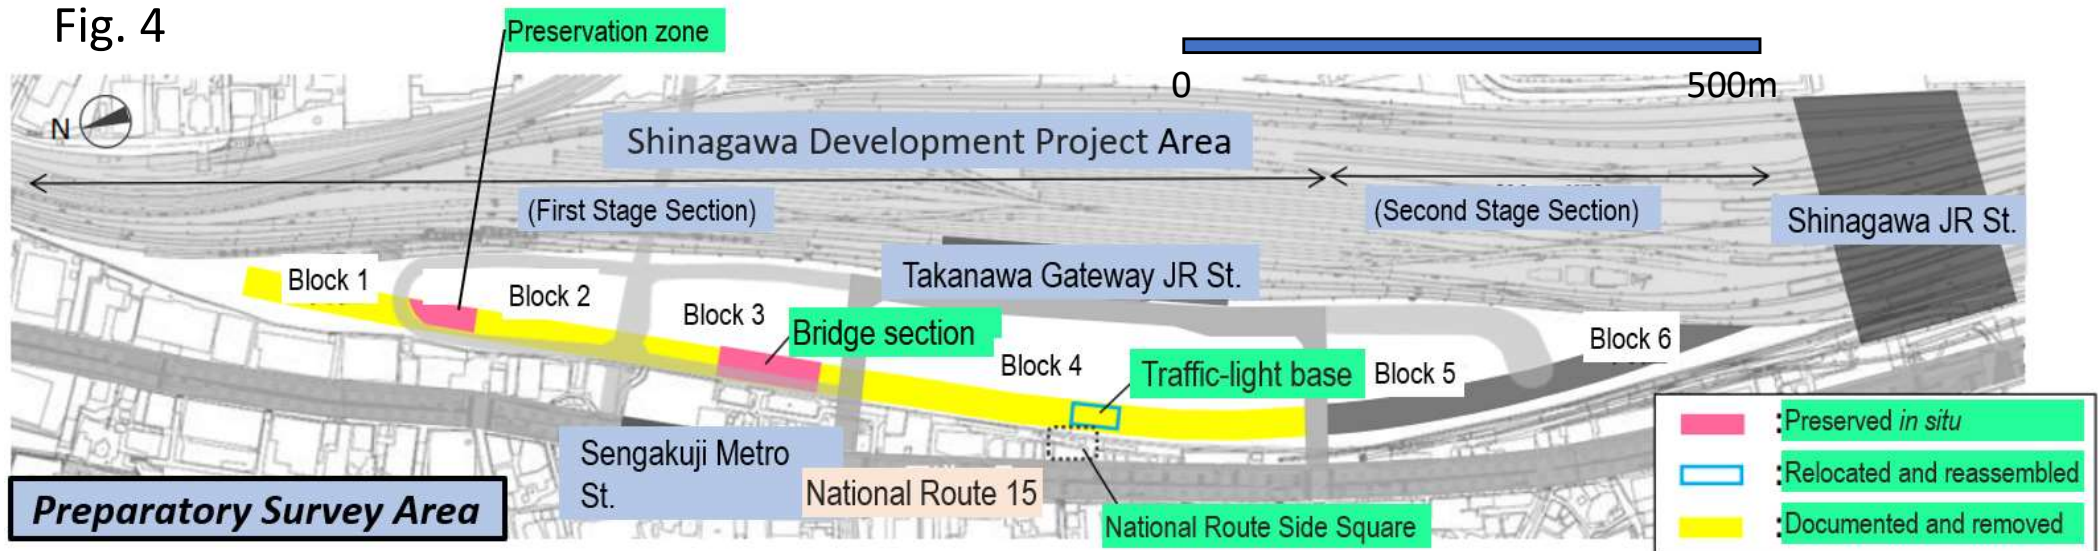 Fig. 4
Preservation zone
0
500m
N
Shinagawa Development Project Area
(First Stage Section)
(Second Stage Section)
Shinagawa JR St.
Takanawa Gateway JR St.
Block 1
Block 2
Block 3
Bridge section
Block 4
Traffic-light base
Block 5
Block 6
Sengakuji Metro
St.
National Route 15
National Route Side Square
Preparatory Survey Area
:Preserved in situ
:Relocated and reassembled
:Documented and removed